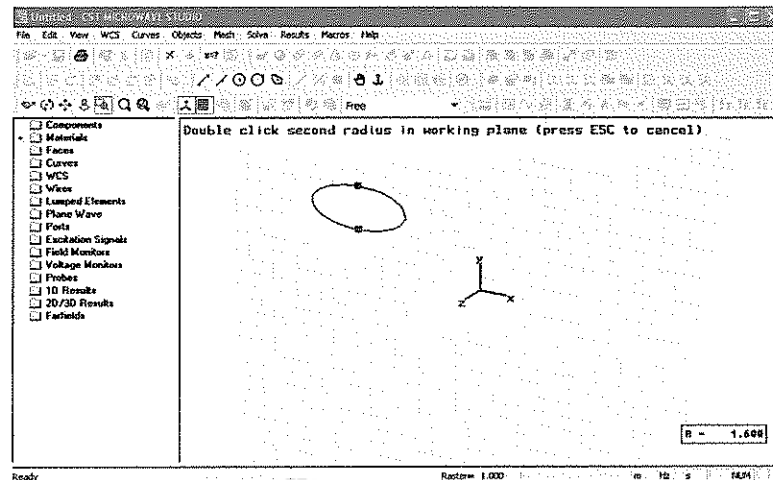 Untitled - CST MICROWAVE STUDIO
File Edit View WCS Curves Objects Mesh Solve Results Macros Help
Free
Components
Materials
Faces
Curves
WCS
Wires
Lumped Elements
Plane Wave
Ports
Excitation Signals
Field Monitors
Voltage Monitors
Probes
1D Results
2D/3D Results
Farfields
Double click second radius in working plane (press ESC to cancel)
y
z
x
R = 1.600
Ready
Raster= 1.000
m Hz s
NUM